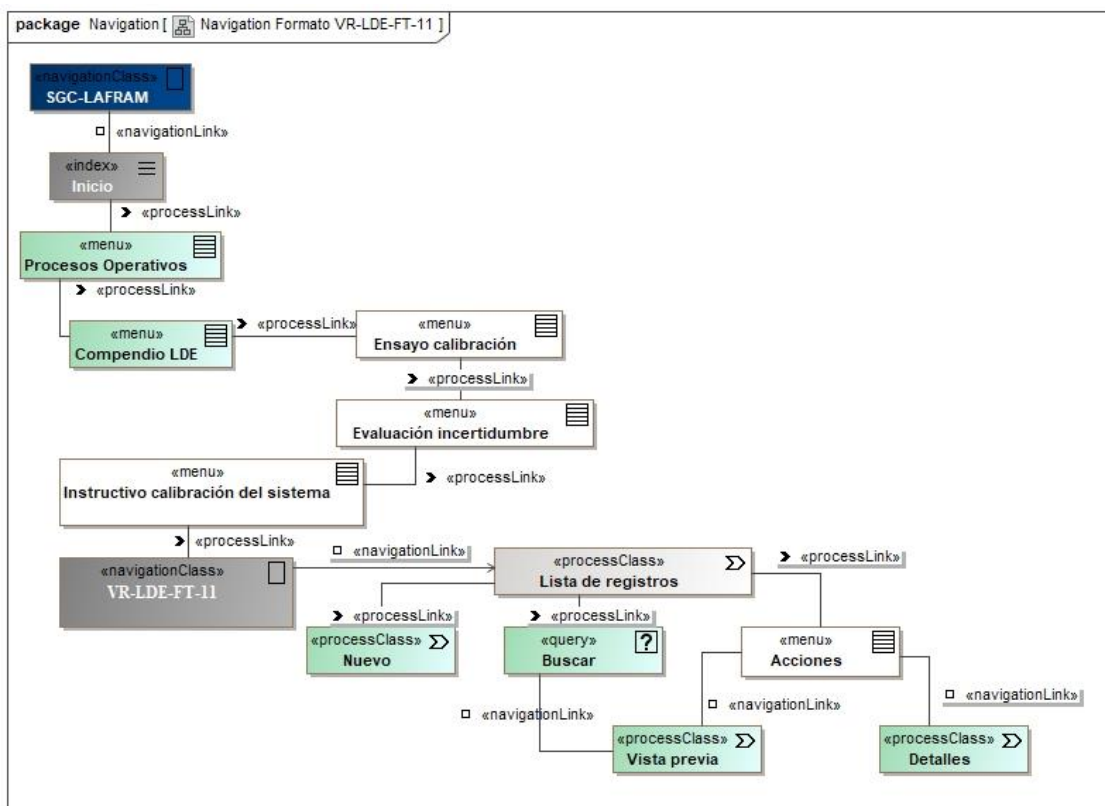 package Navigation [ Navigation Formato VR-LDE-FT-11 ]
«navigationClass»
SGC-LAFRAM
«navigationLink»
«index»
Inicio
«processLink»
«menu»
Procesos Operativos
«processLink»
«menu»
Compendio LDE
«processLink»
«menu»
Ensayo calibración
«processLink»
«menu»
Evaluación incertidumbre
«processLink»
«menu»
Instructivo calibración del sistema
«processLink»
«navigationClass»
VR-LDE-FT-11
«navigationLink»
«processClass»
Lista de registros
«processLink»
«processLink»
«processLink»
«processClass»
Nuevo
«query»
Buscar
«menu»
Acciones
«navigationLink»
«navigationLink»
«navigationLink»
«processClass»
Vista previa
«processClass»
Detalles